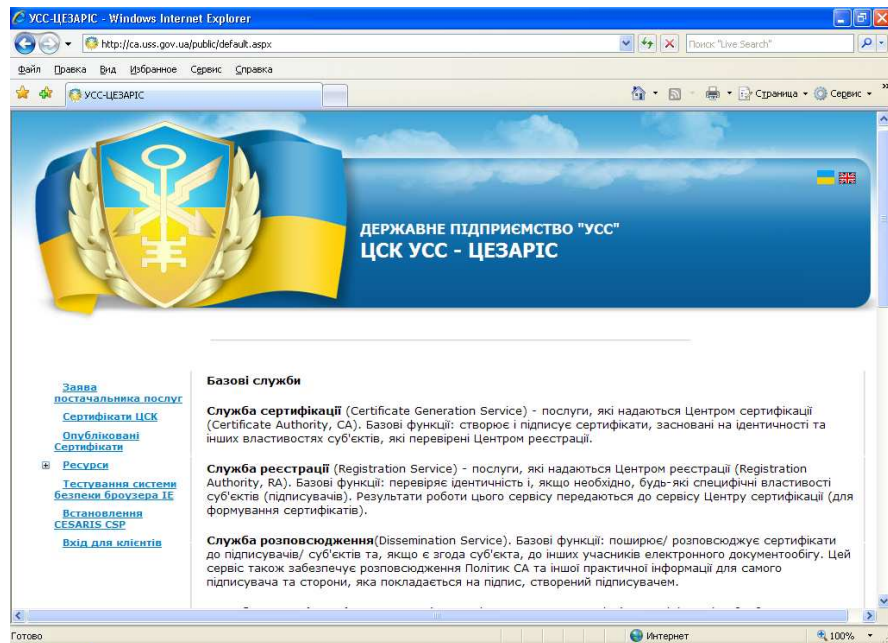 УСС-ЦЕЗАРІС - Windows Internet Explorer
http://ca.uss.gov.ua/public/default.aspx
Поиск "Live Search"
Файл Правка Вид Избранное Сервис Справка
УСС-ЦЕЗАРІС
Страница Сервис
ДЕРЖАВНЕ ПІДПРИЄМСТВО "УСС"
ЦСК УСС - ЦЕЗАРІС
Заява
постачальника послуг
Сертифікати ЦСК
Опубліковані
Сертифікати
Ресурси
Тестування системи
безпеки броузера ІЕ
Встановлення
CESARIS CSP
Вхід для клієнтів
Базові служби
Служба сертифікації (Certificate Generation Service) - послуги, які надаються Центром сертифікації
(Certificate Authority, CA). Базові функції: створює і підписує сертифікати, засновані на ідентичності та
інших властивостях суб'єктів, які перевірені Центром реєстрації.
Служба реєстрації (Registration Service) - послуги, які надаються Центром реєстрації (Registration
Authority, RA). Базові функції: перевіряє ідентичність і, якщо необхідно, будь-які специфічні властивості
суб'єктів (підписувачів). Результати роботи цього сервісу передаються до сервісу Центру сертифікації (для
формування сертифікатів).
Служба розповсюдження(Dissemination Service). Базові функції: поширює/ розповсюджує сертифікати
до підписувачів/ суб'єктів та, якщо є згода суб'єкта, до інших учасників електронного документообігу. Цей
сервіс також забезпечує розповсюдження Політик СА та іншої практичної інформації для самого
підписувача та сторони, яка покладається на підпис, створений підписувачем.
Готово
Интернет
100%